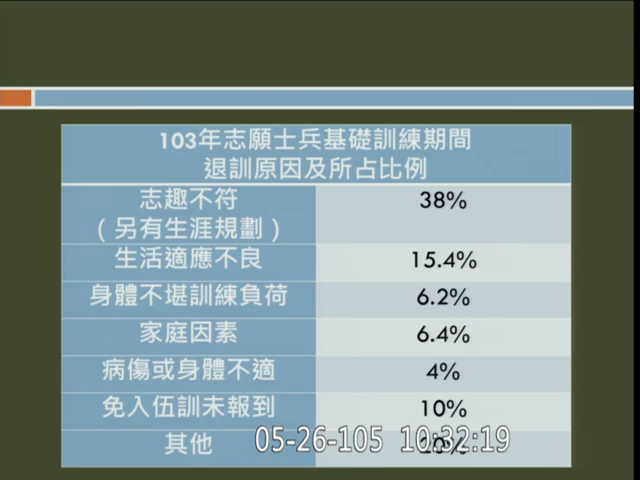 103年志願士兵基礎訓練期間
退訓原因及所占比例
志趣不符
(另有生涯規劃)
38%
生活適應不良 15.4%
身體不堪訓練負荷 6.2%
家庭因素 6.4%
病傷或身體不適 4%
免入伍訓未報到 10%
其他
05-26-105 10:32:19